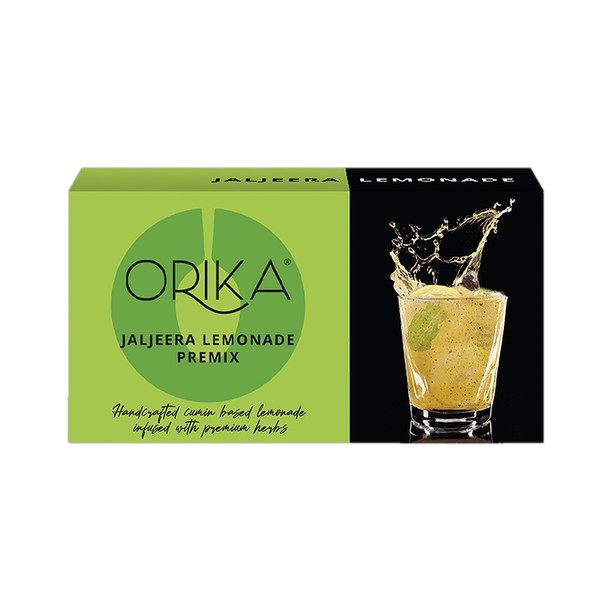 JALJEERA LEMONADE
ORIKA®
JALJEERA LEMONADE
PREMIX
Handcrafted cumin based lemonade
infused with premium herbs